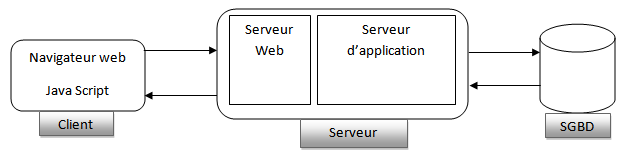 Navigateur web
Java Script
Client
Serveur
Web
Serveur
d'application
Serveur
SGBD